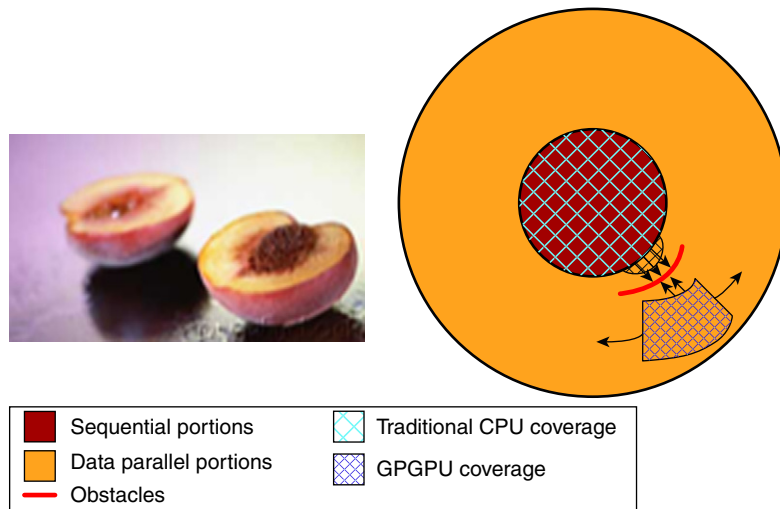 Sequential portions
Traditional CPU coverage
Data parallel portions
GPGPU coverage
Obstacles